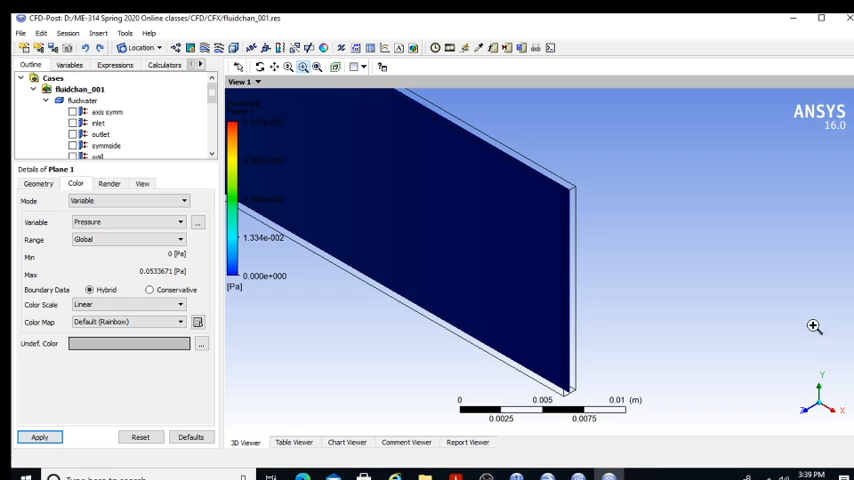 CFD-Post: D:/ME-314 Spring 2020 Online classes/CFD/CFX/fluidchan_001.res
File Edit Session Insert Tools Help
Location
Outline Variables Expressions Calculators
View 1
Cases
fluidchan_001
fluidwater
axis symm
inlet
outlet
symmside
wall
ANSYS
16.0
Details of Plane 1
Geometry Color Render View
Mode Variable
Variable Pressure ...
Range Global
Min 0 [Pa]
Max 0.0533671 [Pa]
Boundary Data Hybrid Conservative
Color Scale Linear
Color Map Default (Rainbow)
Undef. Color ...
Apply Reset Defaults
1.334e-002
0.000e+000
[Pa]
0 0.005 0.01 (m)
0.0025 0.0075
Y
Z X
3D Viewer Table Viewer Chart Viewer Comment Viewer Report Viewer
3:39 PM